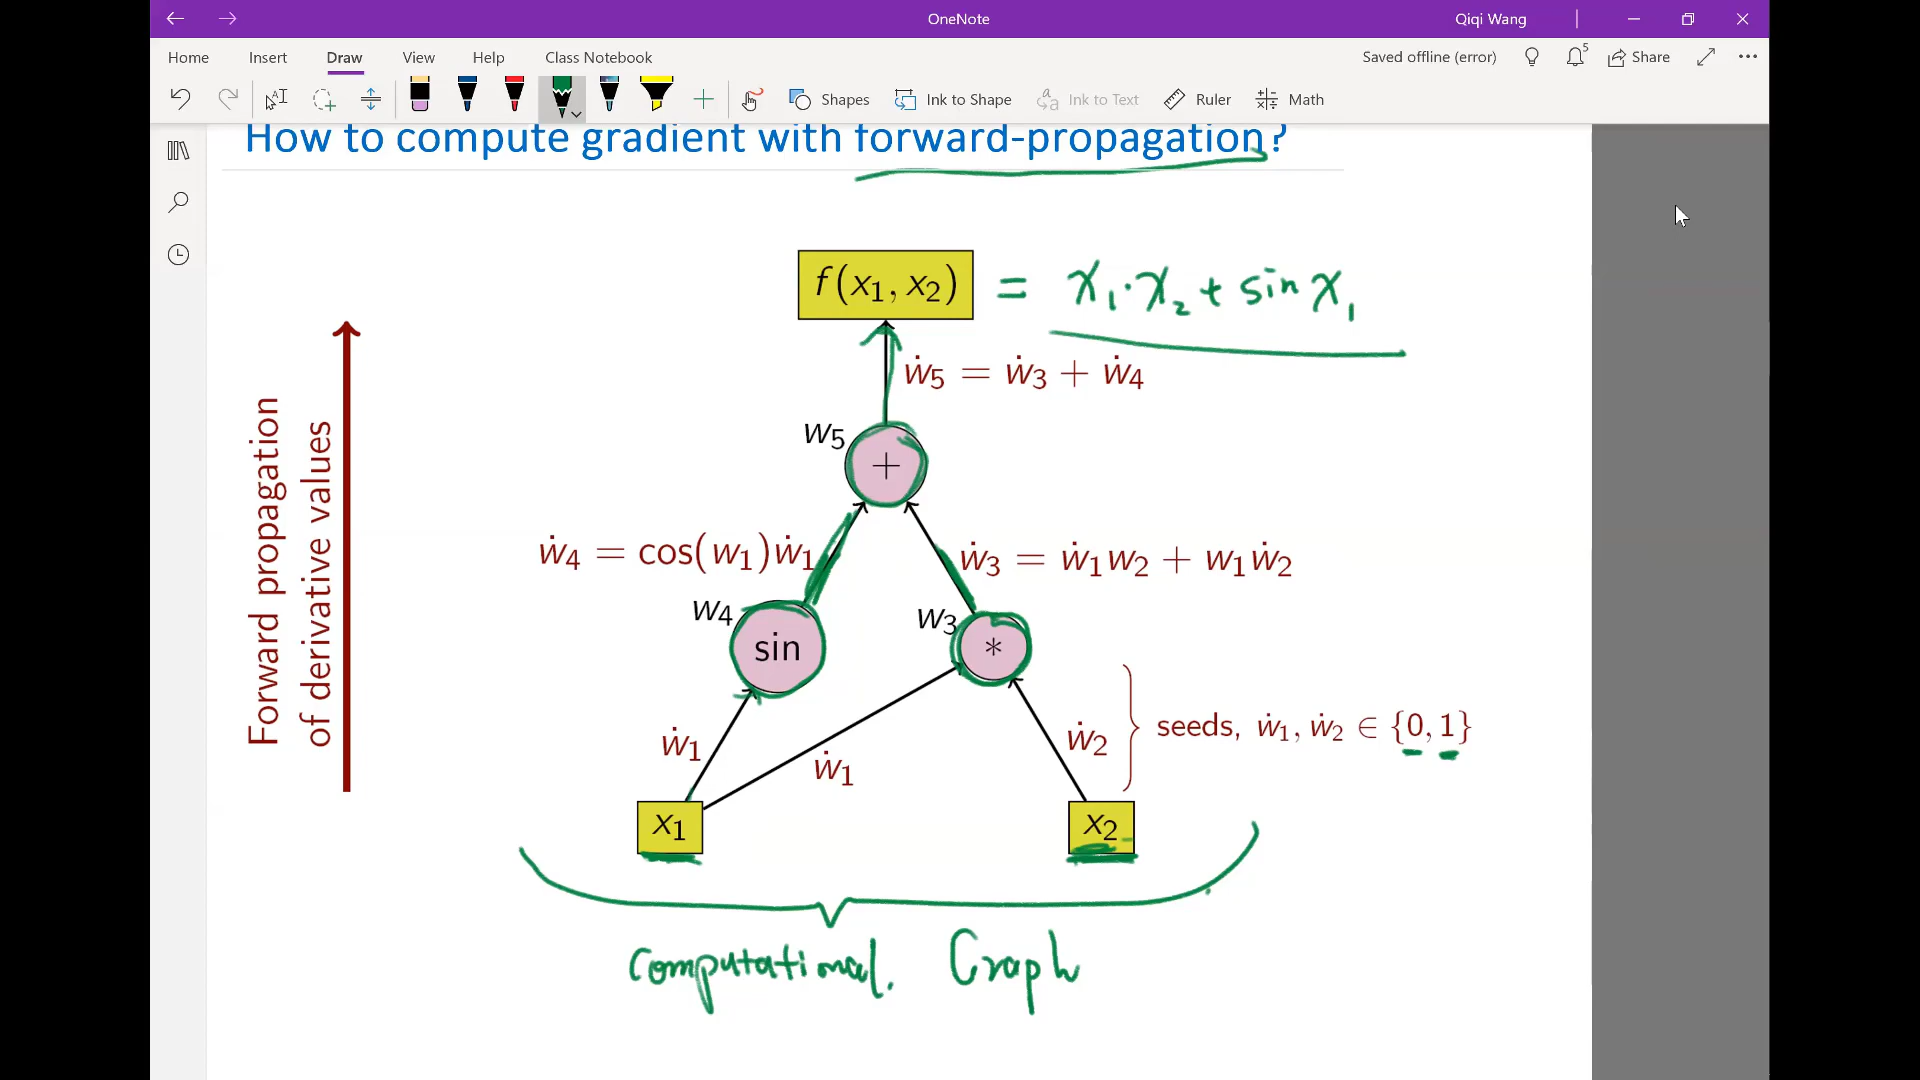 OneNote
Qiqi Wang
Home Insert Draw View Help Class Notebook
Saved offline (error) 5 Share
Shapes Ink to Shape Ink to Text Ruler Math
How to compute gradient with forward-propagation?
f(x₁, x₂) = x₁·x₂ + sin x₁
ẇ₅ = ẇ₃ + ẇ₄
w₅ +
Forward propagation
of derivative values
ẇ₄ = cos(w₁)ẇ₁ ẇ₃ = ẇ₁w₂ + w₁ẇ₂
w₄ sin w₃ *
ẇ₁ ẇ₁ ẇ₂ seeds, ẇ₁, ẇ₂ ∈ {0, 1}
x₁ x₂
Computational. Graph